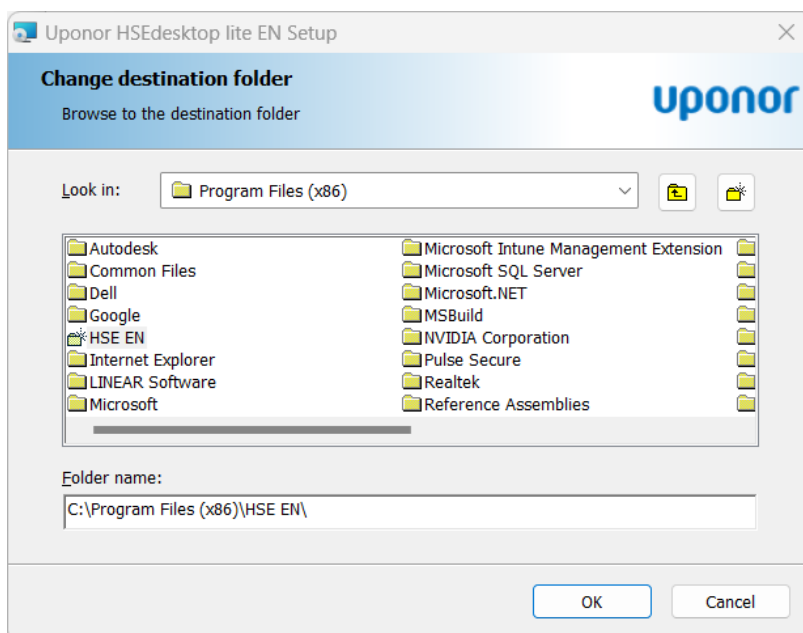 Uponor HSEdesktop lite EN Setup
Change destination folder
Browse to the destination folder
uponor
Look in:
Program Files (x86)
Autodesk
Common Files
Dell
Google
HSE EN
Internet Explorer
LINEAR Software
Microsoft
Microsoft Intune Management Extension
Microsoft SQL Server
Microsoft.NET
MSBuild
NVIDIA Corporation
Pulse Secure
Realtek
Reference Assemblies
Folder name:
C:\Program Files (x86)\HSE EN\
OK
Cancel